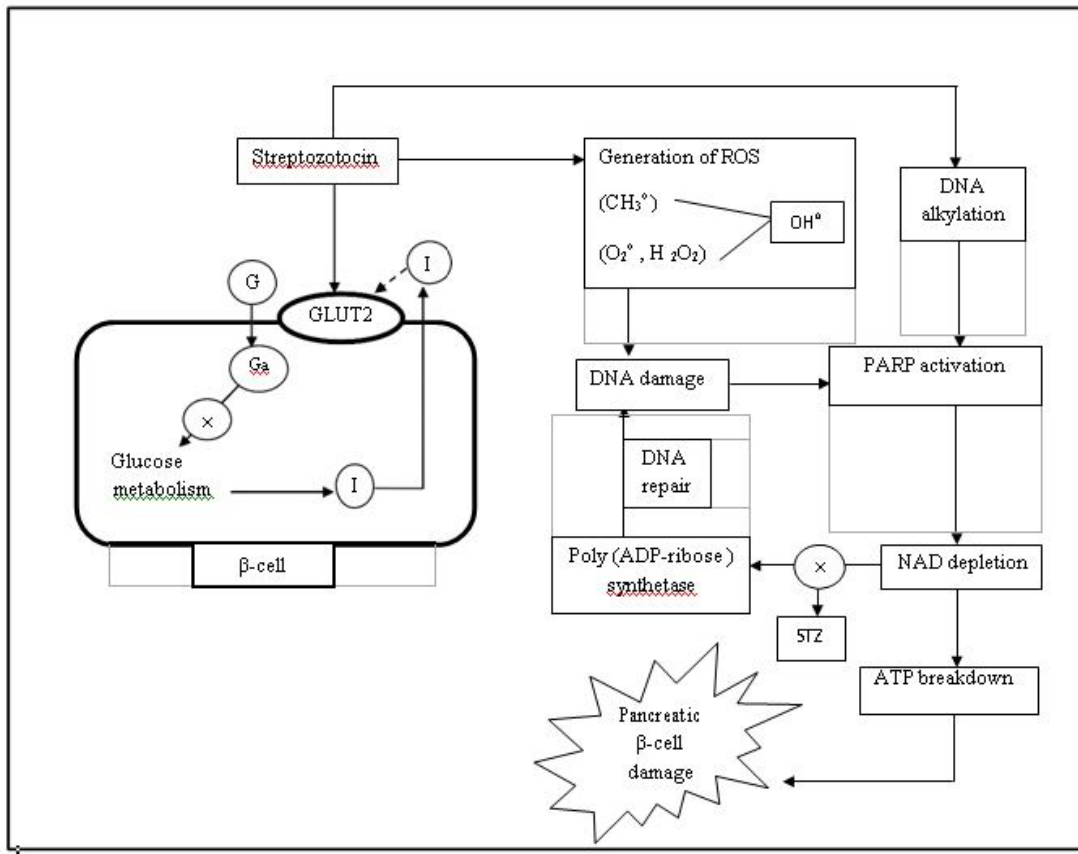 Streptozotocin
Generation of ROS
(CH₃°)
(O₂° , H ₂O₂)
OH°
DNA
alkylation
I
G
GLUT2
Ga
×
Glucose
metabolism
I
β-cell
DNA damage
PARP activation
DNA
repair
Poly (ADP-ribose )
synthetase
×
NAD depletion
STZ
ATP breakdown
Pancreatic
β-cell
damage